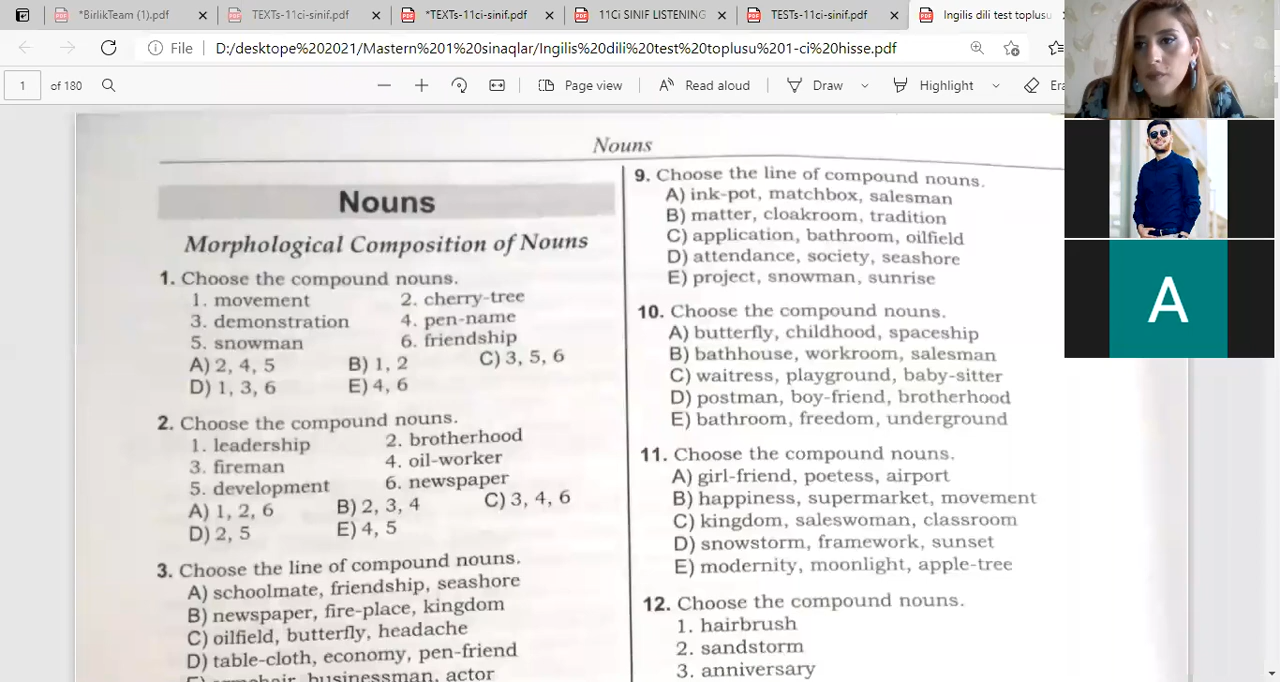 *BirlikTeam (1).pdf
TEXTs-11ci-sinif.pdf
*TEXTs-11ci-sinif.pdf
11Ci SINIF LISTENING
TESTs-11ci-sinif.pdf
Ingilis dili test toplusu
File
D:/desktope%202021/Mastern%201%20sinaqlar/Ingilis%20dili%20test%20toplusu%201-ci%20hisse.pdf
1 of 180
Page view
Read aloud
Draw
Highlight
Era
Nouns
Nouns
Morphological Composition of Nouns
1. Choose the compound nouns.
1. movement 2. cherry-tree
3. demonstration 4. pen-name
5. snowman 6. friendship
A) 2, 4, 5 B) 1, 2 C) 3, 5, 6
D) 1, 3, 6 E) 4, 6
2. Choose the compound nouns.
1. leadership 2. brotherhood
3. fireman 4. oil-worker
5. development 6. newspaper
A) 1, 2, 6 B) 2, 3, 4 C) 3, 4, 6
D) 2, 5 E) 4, 5
3. Choose the line of compound nouns.
A) schoolmate, friendship, seashore
B) newspaper, fire-place, kingdom
C) oilfield, butterfly, headache
D) table-cloth, economy, pen-friend
E) armchair, businessman, actor
9. Choose the line of compound nouns.
A) ink-pot, matchbox, salesman
B) matter, cloakroom, tradition
C) application, bathroom, oilfield
D) attendance, society, seashore
E) project, snowman, sunrise
10. Choose the compound nouns.
A) butterfly, childhood, spaceship
B) bathhouse, workroom, salesman
C) waitress, playground, baby-sitter
D) postman, boy-friend, brotherhood
E) bathroom, freedom, underground
11. Choose the compound nouns.
A) girl-friend, poetess, airport
B) happiness, supermarket, movement
C) kingdom, saleswoman, classroom
D) snowstorm, framework, sunset
E) modernity, moonlight, apple-tree
12. Choose the compound nouns.
1. hairbrush
2. sandstorm
3. anniversary
A